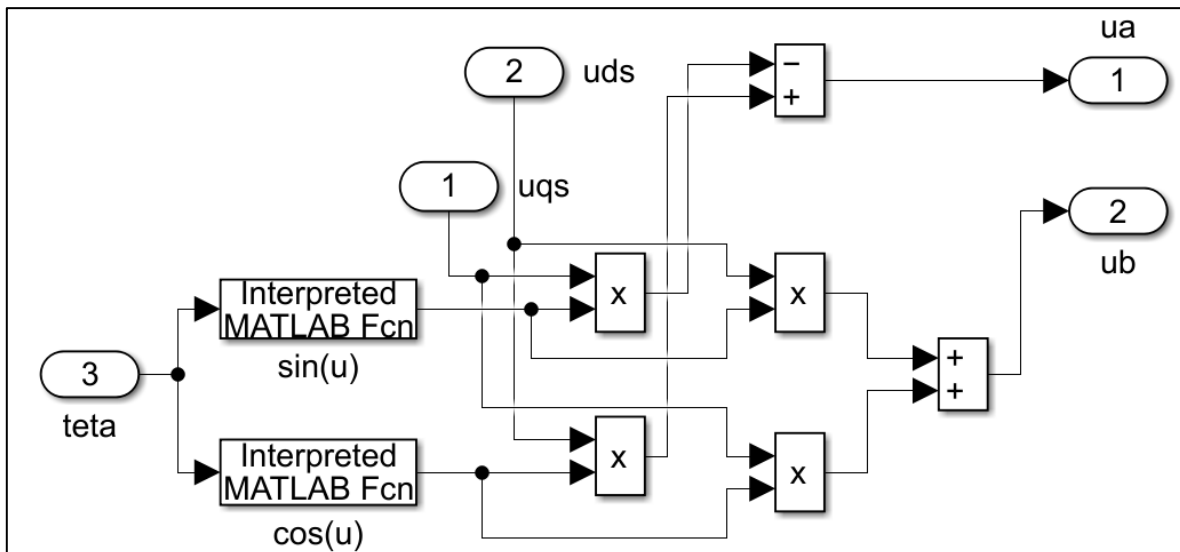 ua
2
uds
−
+
1
1
uqs
2
ub
Interpreted
MATLAB Fcn
sin(u)
x
x
3
teta
+
+
Interpreted
MATLAB Fcn
cos(u)
x
x